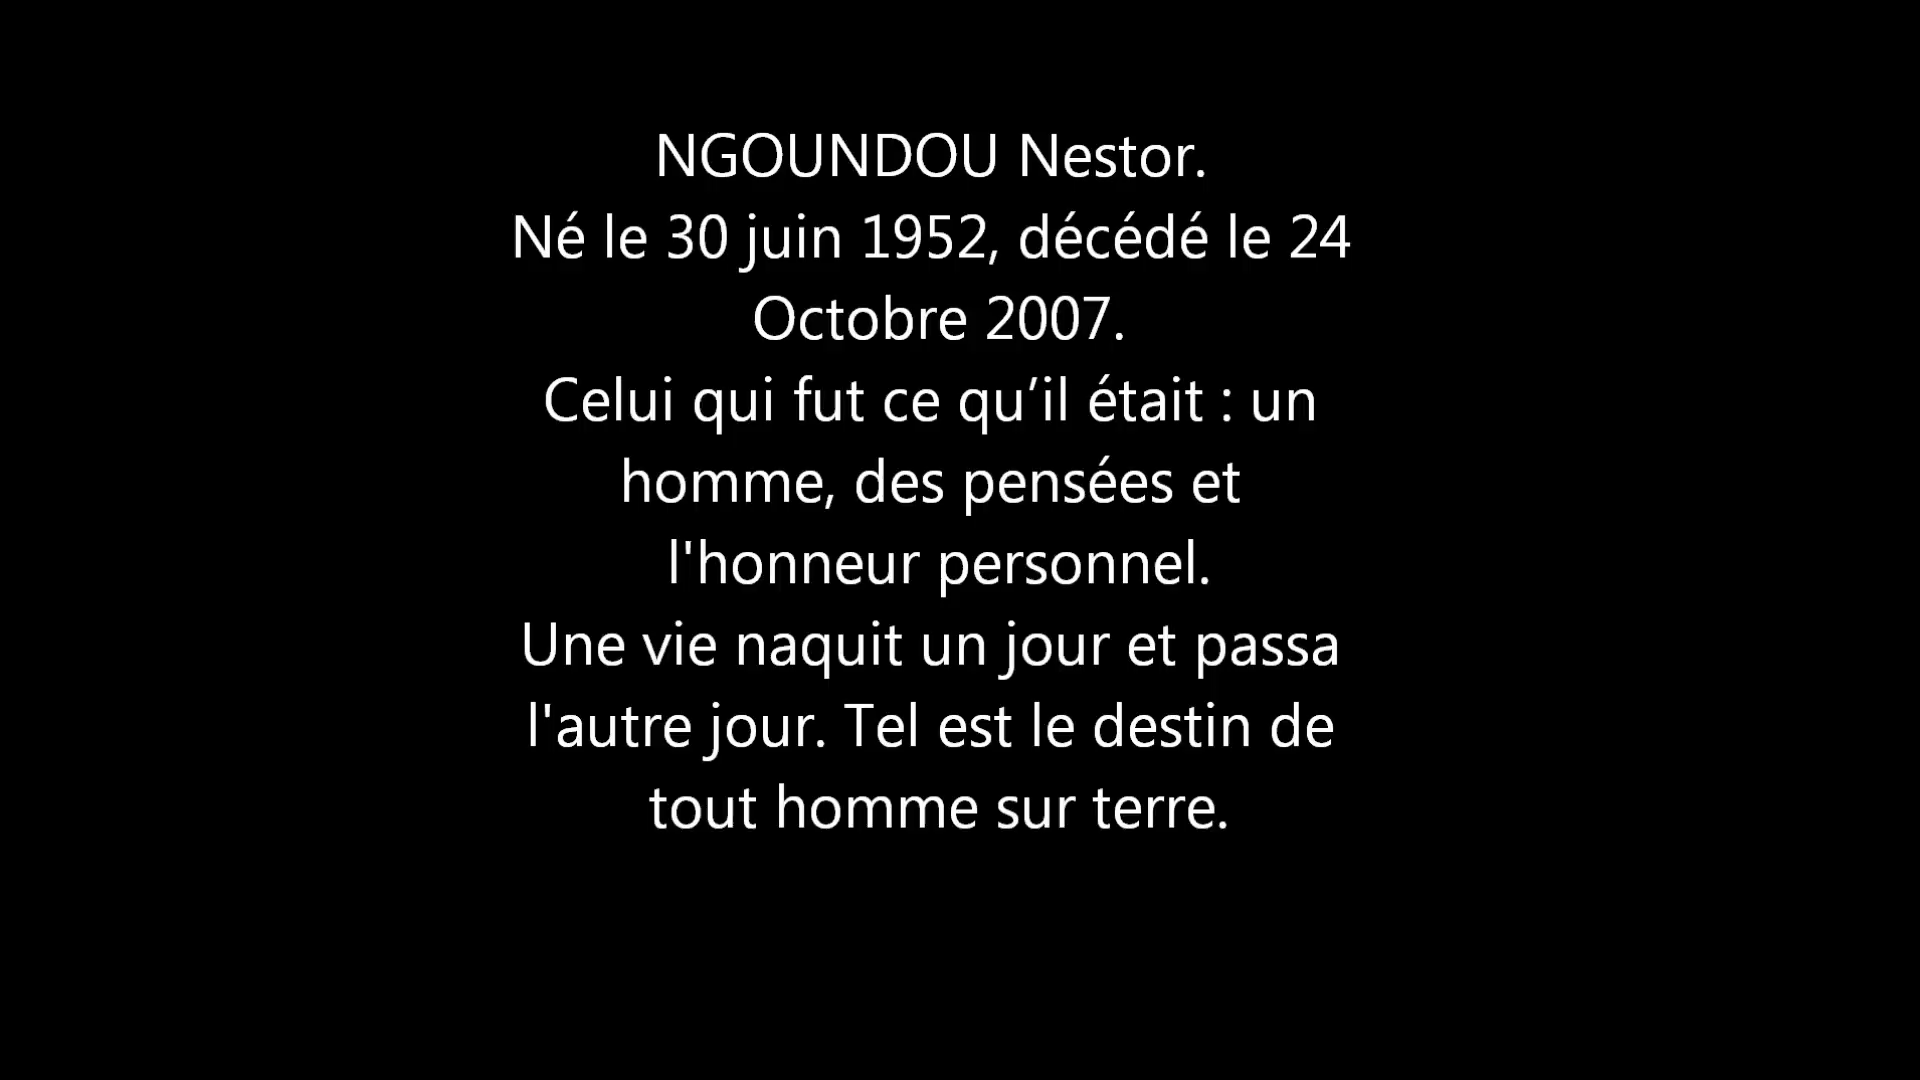 NGOUNDOU Nestor.
Né le 30 juin 1952, décédé le 24
Octobre 2007.
Celui qui fut ce qu’il était : un
homme, des pensées et
l'honneur personnel.
Une vie naquit un jour et passa
l'autre jour. Tel est le destin de
tout homme sur terre.